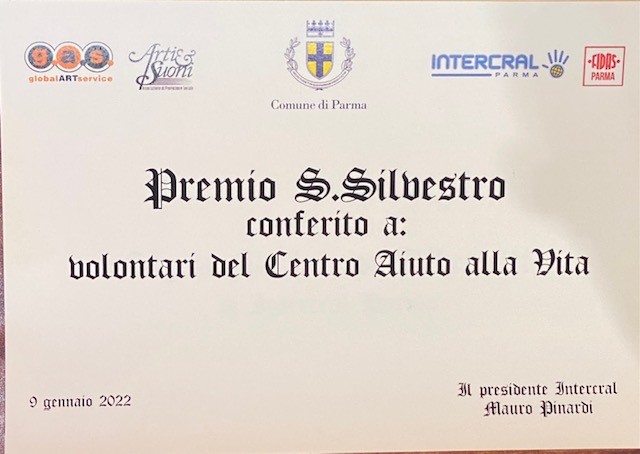 g.a.s.
globalARTservice
Arti&Suoni
Comune di Parma
INTERCRAL
PARMA
FIDAS
PARMA
Premio S.Silvestro
conferito a:
volontari del Centro Aiuto alla Vita
9 gennaio 2022
Il presidente Intercral
Mauro Pinardi